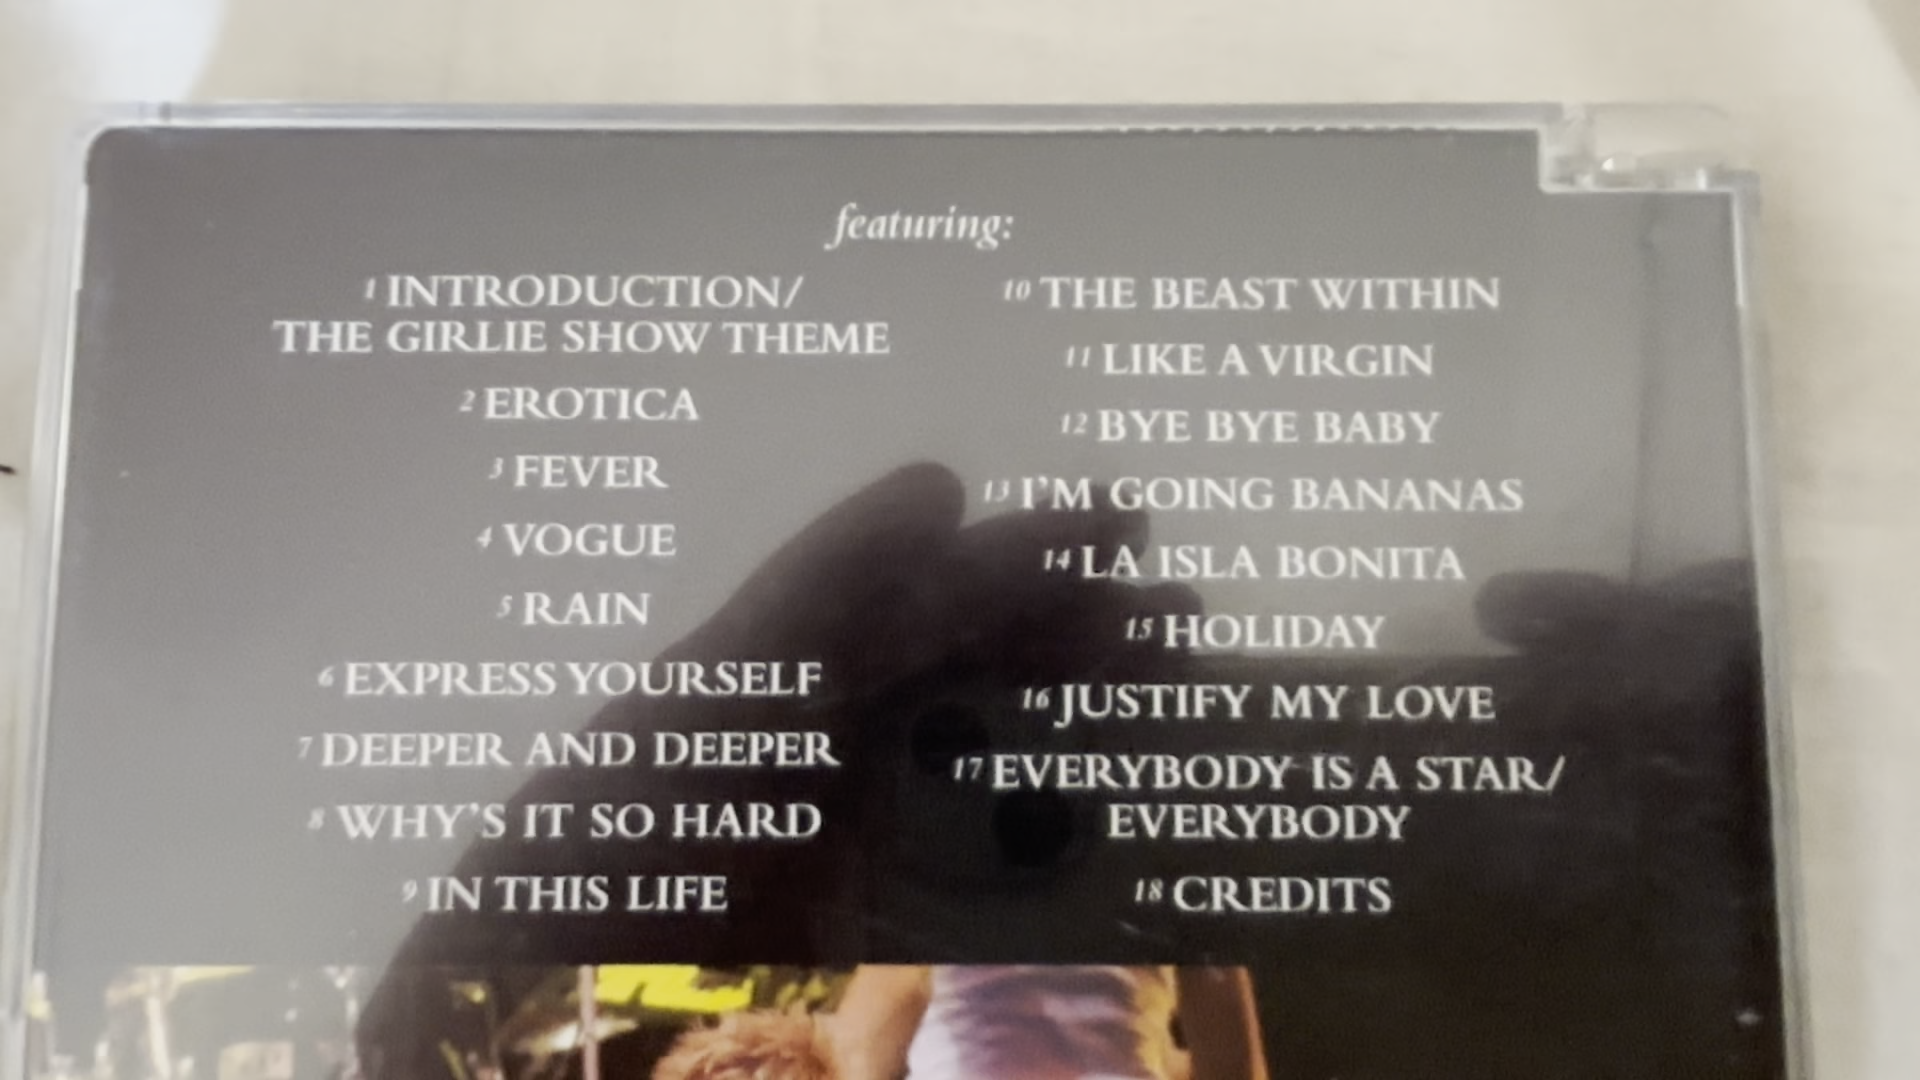 featuring:
1 INTRODUCTION/
THE GIRLIE SHOW THEME
2 EROTICA
3 FEVER
4 VOGUE
5 RAIN
6 EXPRESS YOURSELF
7 DEEPER AND DEEPER
8 WHY'S IT SO HARD
9 IN THIS LIFE
10 THE BEAST WITHIN
11 LIKE A VIRGIN
12 BYE BYE BABY
13 I'M GOING BANANAS
14 LA ISLA BONITA
15 HOLIDAY
16 JUSTIFY MY LOVE
17 EVERYBODY IS A STAR/
EVERYBODY
18 CREDITS